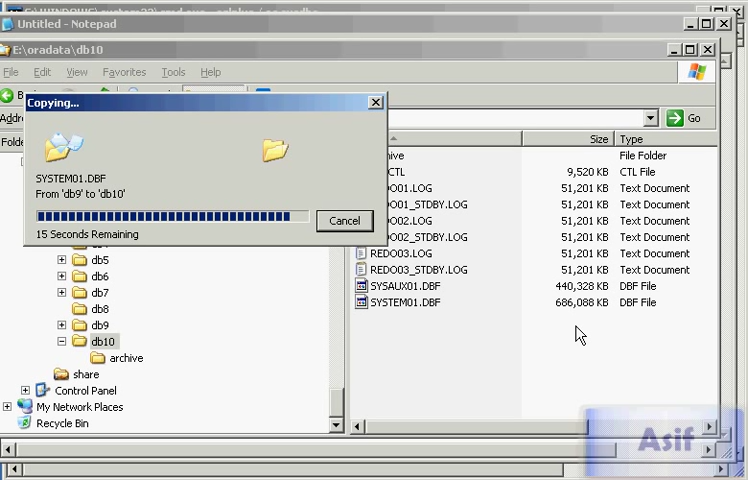 Untitled - Notepad
E:\oradata\db10
File Edit View Favorites Tools Help
Copying...
SYSTEM01.DBF
From 'db9' to 'db10'
Cancel
15 Seconds Remaining
Go
Size Type
File Folder
CTL 9,520 KB CTL File
51,201 KB Text Document
REDO01_STDBY.LOG 51,201 KB Text Document
51,201 KB Text Document
REDO02_STDBY.LOG 51,201 KB Text Document
REDO03.LOG 51,201 KB Text Document
REDO03_STDBY.LOG 51,201 KB Text Document
SYSAUX01.DBF 440,328 KB DBF File
SYSTEM01.DBF 686,088 KB DBF File
db5
db6
db7
db8
db9
db10
archive
share
Control Panel
My Network Places
Recycle Bin
Asif